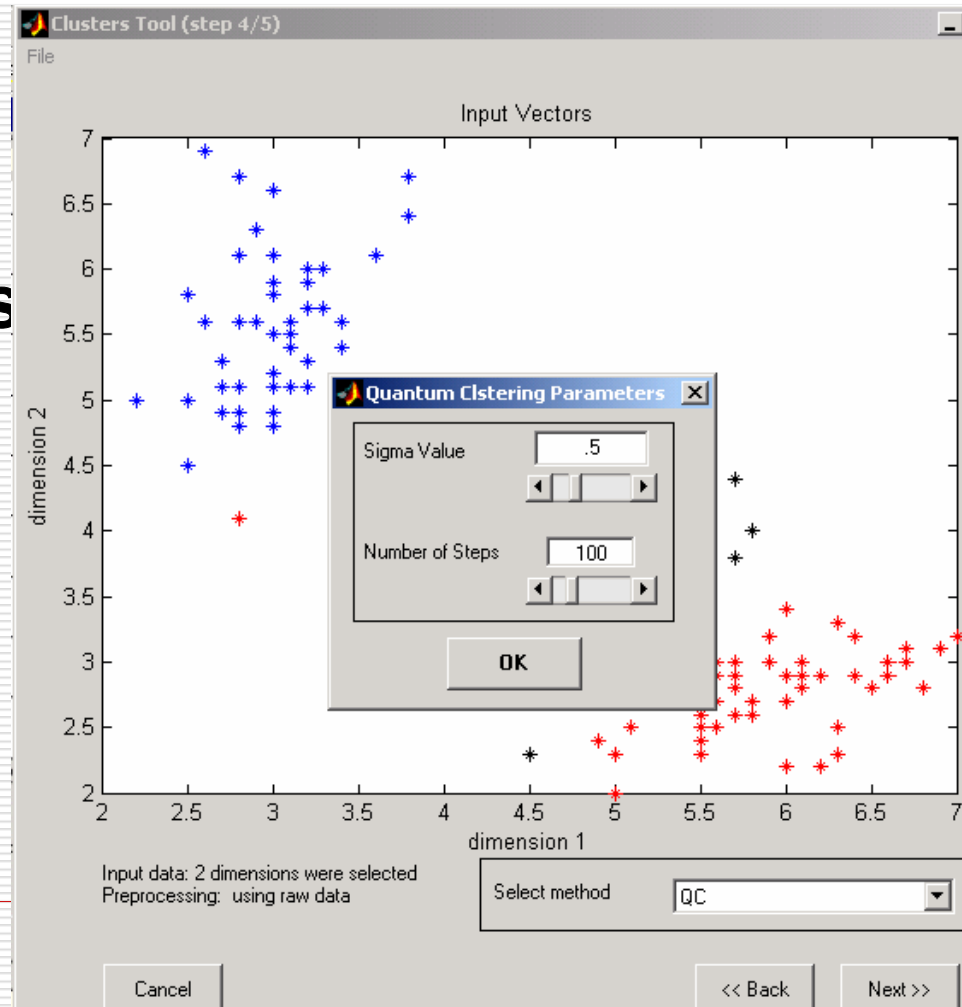 Clusters Tool (step 4/5)
File
Input Vectors
7
6.5
6
5.5
5
4.5
4
3.5
3
2.5
2
dimension 2
s
Quantum Clstering Parameters
Sigma Value
.5
Number of Steps
100
OK
2
2.5
3
3.5
4
4.5
5
5.5
6
6.5
7
dimension 1
Input data: 2 dimensions were selected
Preprocessing: using raw data
Select method
QC
Cancel
<< Back
Next >>